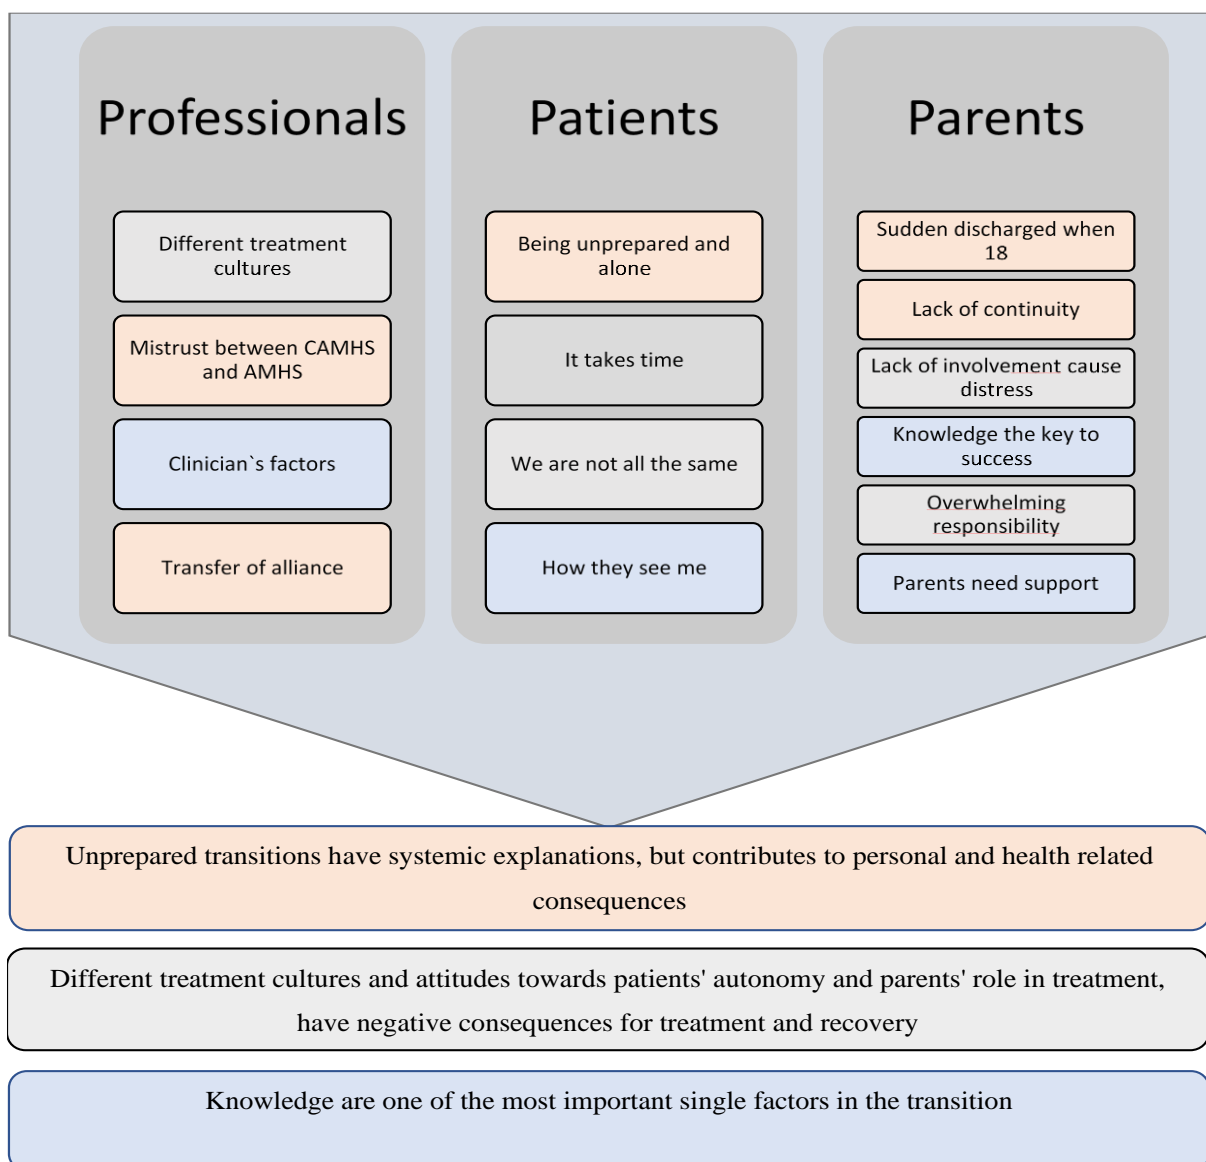 Professionals
Different treatment
cultures
Mistrust between CAMHS
and AMHS
Clinician`s factors
Transfer of alliance
Patients
Being unprepared and
alone
It takes time
We are not all the same
How they see me
Parents
Sudden discharged when
18
Lack of continuity
Lack of involvement cause
distress
Knowledge the key to
success
Overwhelming
responsibility
Parents need support
Unprepared transitions have systemic explanations, but contributes to personal and health related
consequences
Different treatment cultures and attitudes towards patients' autonomy and parents' role in treatment,
have negative consequences for treatment and recovery
Knowledge are one of the most important single factors in the transition